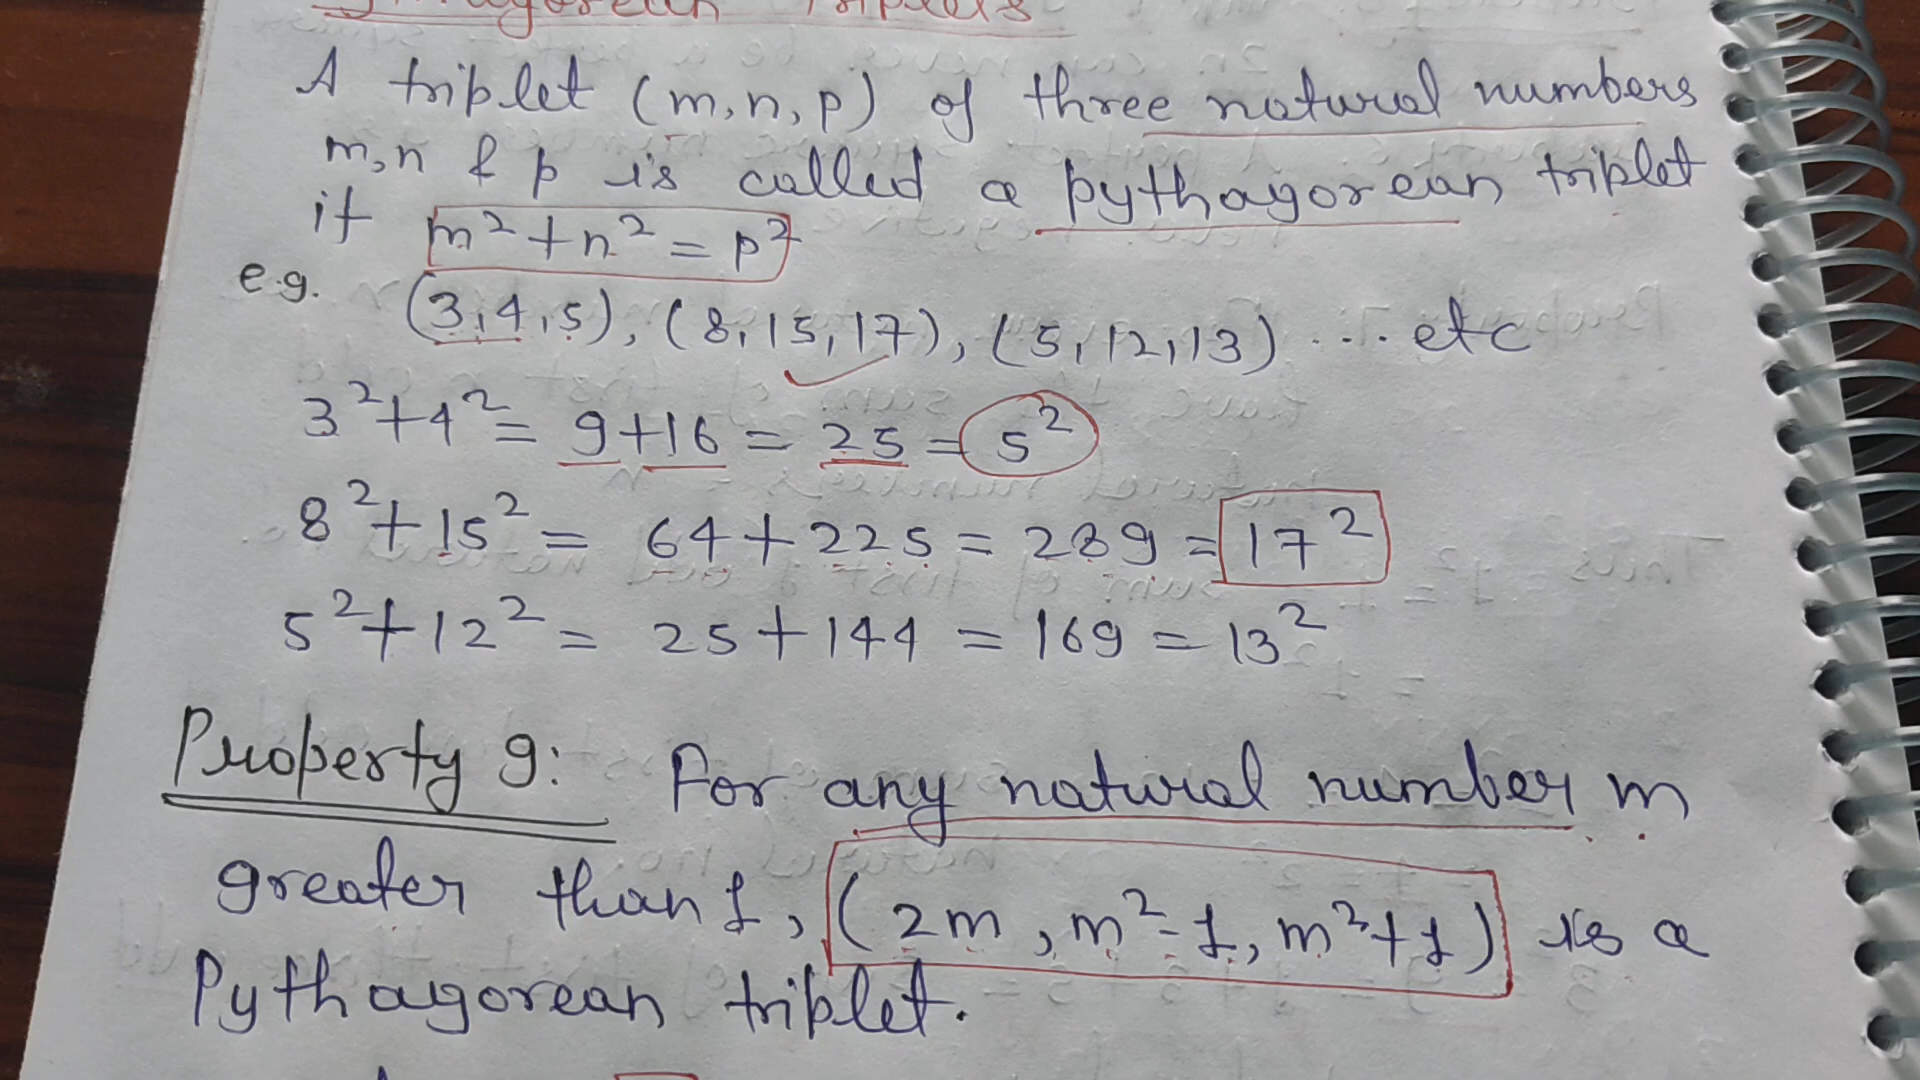 Pythagorean Triplets
A triplet (m, n, p) of three natural numbers
m, n & p is called a pythagorean triplet
if m² + n² = p²
e.g. (3, 4, 5), (8, 15, 17), (5, 12, 13) ... etc
3² + 4² = 9 + 16 = 25 = 5²
8² + 15² = 64 + 225 = 289 = 17²
5² + 12² = 25 + 144 = 169 = 13²
Property 9: For any natural number m
greater than 1, (2m, m² - 1, m² + 1) is a
Pythagorean triplet.